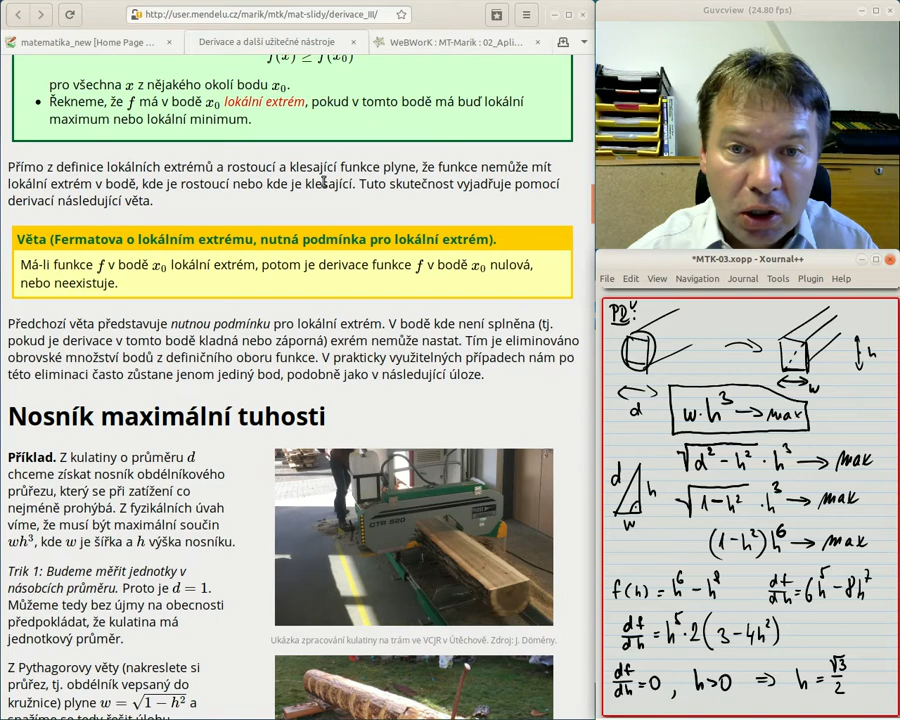 http://user.mendelu.cz/marik/mtk/mat-slidy/derivace_III/
matematika_new [Home Page ...
Derivace a další užitečné nástroje
WeBWorK : MT-Marik : 02_Apli...
f(x) ≥ f(x₀)
pro všechna x z nějakého okolí bodu x₀.
• Řekneme, že f má v bodě x₀ lokální extrém, pokud v tomto bodě má buď lokální
maximum nebo lokální minimum.
Přímo z definice lokálních extrémů a rostoucí a klesající funkce plyne, že funkce nemůže mít
lokální extrém v bodě, kde je rostoucí nebo kde je klesající. Tuto skutečnost vyjadřuje pomocí
derivací následující věta.
Věta (Fermatova o lokálním extrému, nutná podmínka pro lokální extrém).
Má-li funkce f v bodě x₀ lokální extrém, potom je derivace funkce f v bodě x₀ nulová,
nebo neexistuje.
Předchozí věta představuje nutnou podmínku pro lokální extrém. V bodě kde není splněna (tj.
pokud je derivace v tomto bodě kladná nebo záporná) exrém nemůže nastat. Tím je eliminováno
obrovské množství bodů z definičního oboru funkce. V prakticky využitelných případech nám po
této eliminaci často zůstane jenom jediný bod, podobně jako v následující úloze.
Nosník maximální tuhosti
Příklad. Z kulatiny o průměru d
chceme získat nosník obdélníkového
průřezu, který se při zatížení co
nejméně prohýbá. Z fyzikálních úvah
víme, že musí být maximální součin
wh³, kde w je šířka a h výška nosníku.
Trik 1: Budeme měřit jednotky v
násobcích průměru. Proto je d = 1.
Můžeme tedy bez újmy na obecnosti
předpokládat, že kulatina má
jednotkový průměr.
Z Pythagorovy věty (nakreslete si
průřez, tj. obdélník vepsaný do
kružnice) plyne w = √(1 − h²) a
CTR 520
Ukázka zpracování kulatiny na trám ve VCJR v Útěchově. Zdroj: J. Dömény.
Guvcview (24.80 fps)
*MTK-03.xopp - Xournal++
File Edit View Navigation Journal Tools Plugin Help
h
w
d
w·h³ → max
√(d²−h²) · h³ → max
d
h
w
√(1−h²) · h³ → max
(1−h²)h⁶ → max
f(h) = h⁶ − h⁸ df/dh = 6h⁵ − 8h⁷
df/dh = h⁵·2(3−4h²)
df/dh = 0, h>0 ⇒ h = √3/2